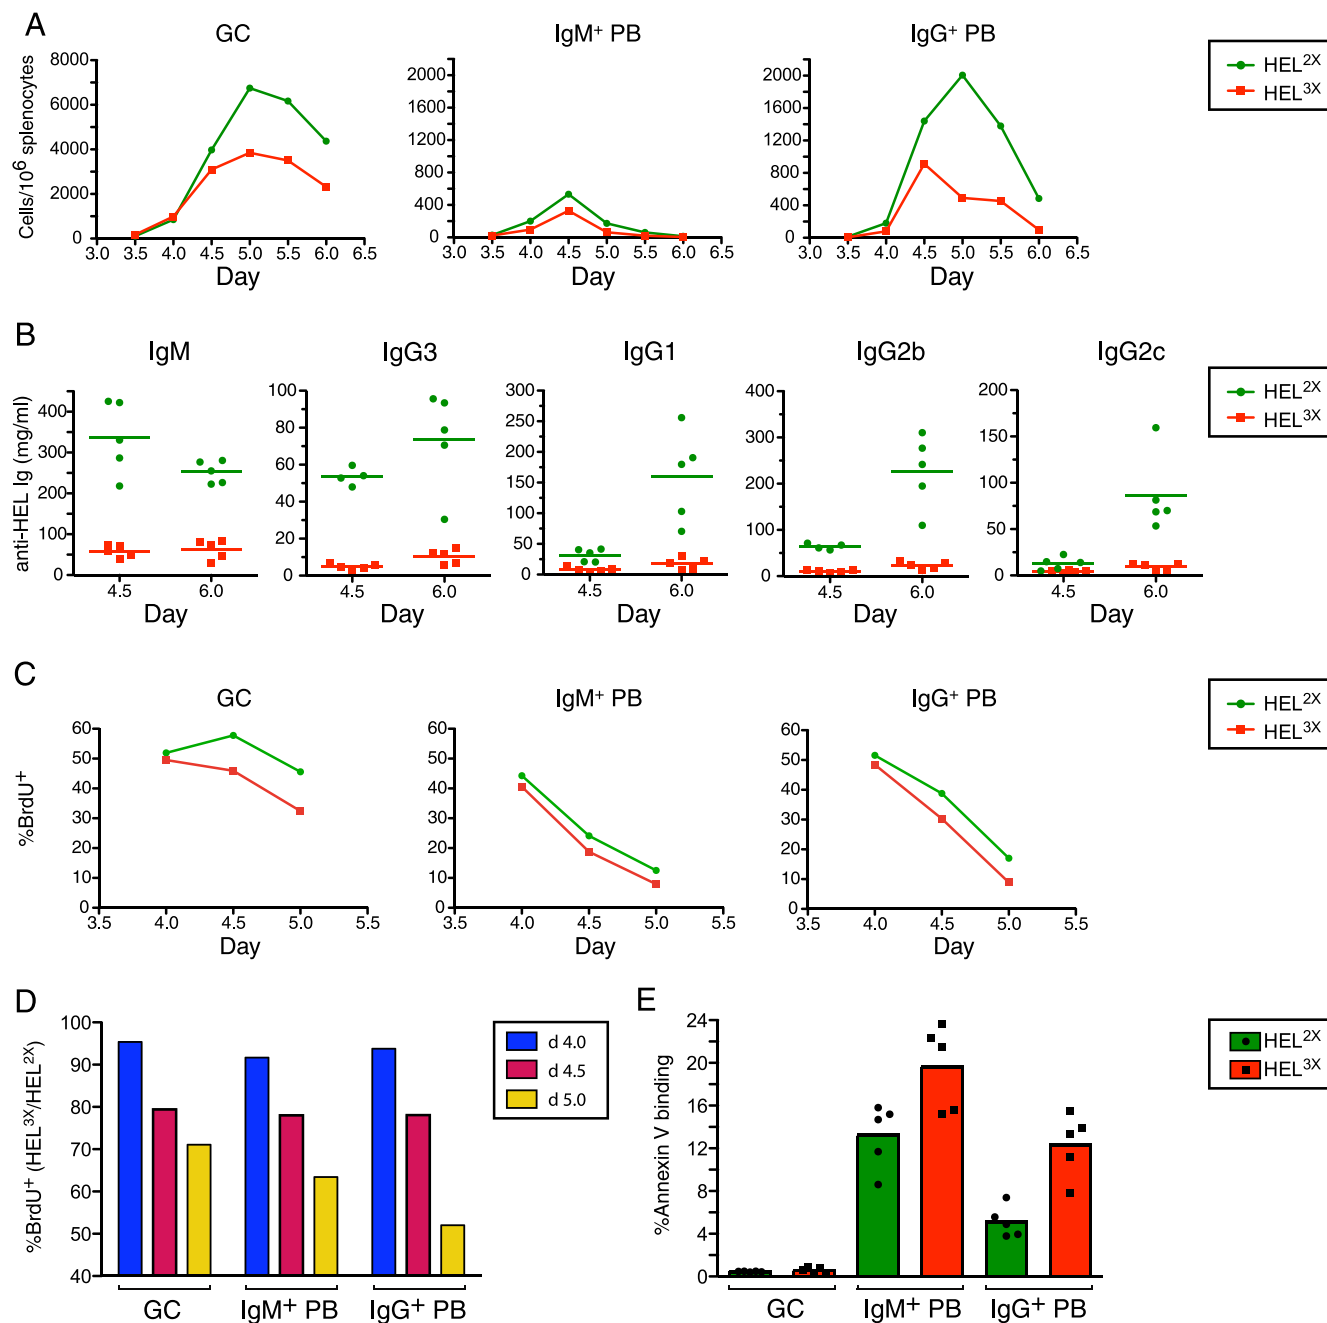 A
GC
IgM+ PB
IgG+ PB
Cells/10^6 splenocytes
8000
6000
4000
2000
0
3.0 3.5 4.0 4.5 5.0 5.5 6.0 6.5
Day
2000
1600
1200
800
400
0
3.0 3.5 4.0 4.5 5.0 5.5 6.0 6.5
Day
2000
1600
1200
800
400
0
3.0 3.5 4.0 4.5 5.0 5.5 6.0 6.5
Day
HEL^2X
HEL^3X
B
IgM
IgG3
IgG1
IgG2b
IgG2c
anti-HEL Ig (mg/ml)
400
300
200
100
0
4.5 6.0
Day
100
80
60
40
20
0
4.5 6.0
Day
300
250
200
150
100
50
0
4.5 6.0
Day
400
300
200
100
0
4.5 6.0
Day
200
150
100
50
0
4.5 6.0
Day
HEL^2X
HEL^3X
C
GC
IgM+ PB
IgG+ PB
%BrdU+
60
50
40
30
20
10
0
3.5 4.0 4.5 5.0 5.5
Day
60
50
40
30
20
10
0
3.5 4.0 4.5 5.0 5.5
Day
60
50
40
30
20
10
0
3.5 4.0 4.5 5.0 5.5
Day
HEL^2X
HEL^3X
D
%BrdU+ (HEL^3X/HEL^2X)
100
90
80
70
60
50
40
GC
IgM+ PB
IgG+ PB
d 4.0
d 4.5
d 5.0
E
%Annexin V binding
24
20
16
12
8
4
0
GC
IgM+ PB
IgG+ PB
HEL^2X
HEL^3X